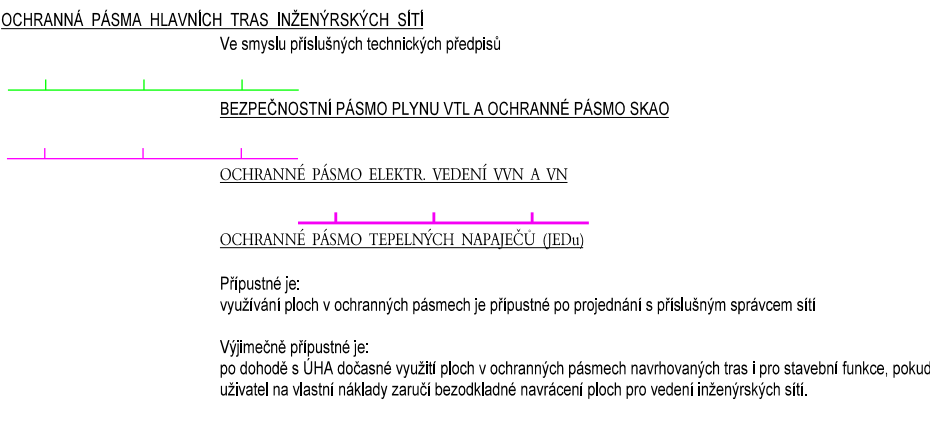 OCHRANNÁ PÁSMA HLAVNÍCH TRAS INŽENÝRSKÝCH SÍTÍ
Ve smyslu příslušných technických předpisů
BEZPEČNOSTNÍ PÁSMO PLYNU VTL A OCHRANNÉ PÁSMO SKAO
OCHRANNÉ PÁSMO ELEKTR. VEDENÍ VVN A VN
OCHRANNÉ PÁSMO TEPELNÝCH NAPAJEČŮ (JEDu)
Přípustné je:
využívání ploch v ochranných pásmech je přípustné po projednání s příslušným správcem sítí
Výjimečně přípustné je:
po dohodě s ÚHA dočasné využití ploch v ochranných pásmech navrhovaných tras i pro stavební funkce, pokud
uživatel na vlastní náklady zaručí bezodkladné navrácení ploch pro vedení inženýrských sítí.